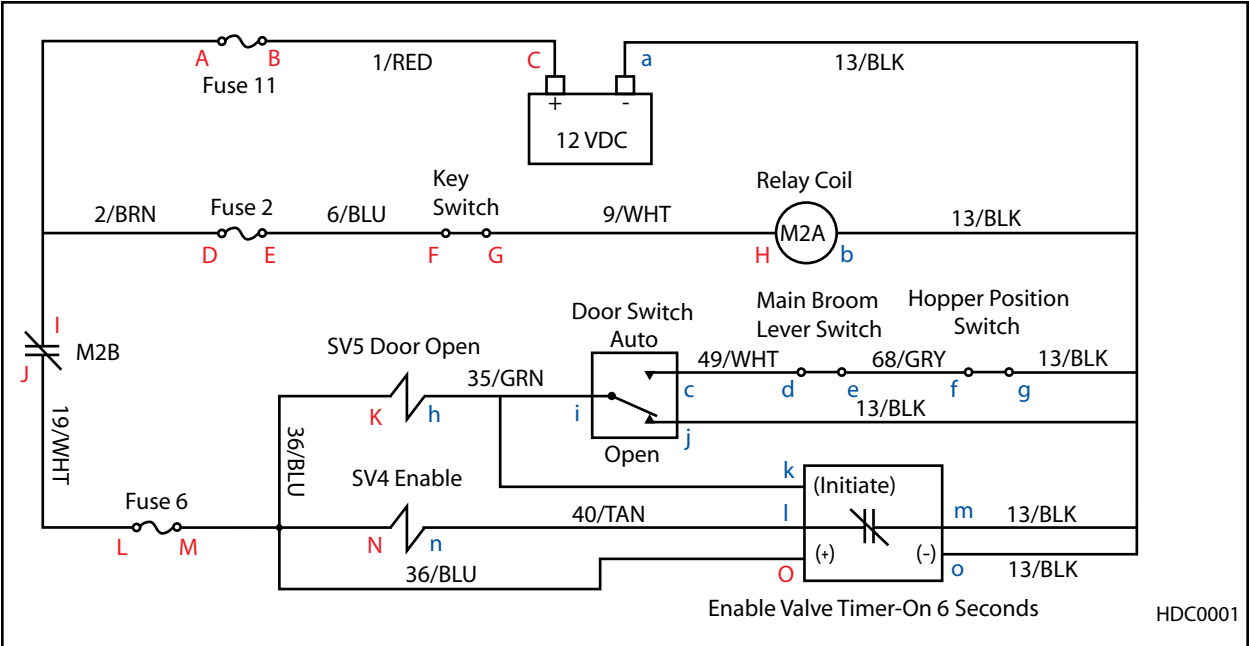 A
B
1/RED
C
a
13/BLK
Fuse 11
+
-
12 VDC
Key
Switch
Relay Coil
2/BRN
Fuse 2
6/BLU
9/WHT
13/BLK
D
E
F
G
H
M2A
b
I
M2B
J
SV5 Door Open
Door Switch
Auto
Main Broom
Lever Switch
Hopper Position
Switch
35/GRN
49/WHT
68/GRY
13/BLK
K
h
i
c
d
e
f
g
13/BLK
j
Open
19/WHT
36/BLU
SV4 Enable
k
(Initiate)
Fuse 6
40/TAN
l
m
13/BLK
L
M
N
n
36/BLU
O
(+)
(-)
o
13/BLK
Enable Valve Timer-On 6 Seconds
HDC0001